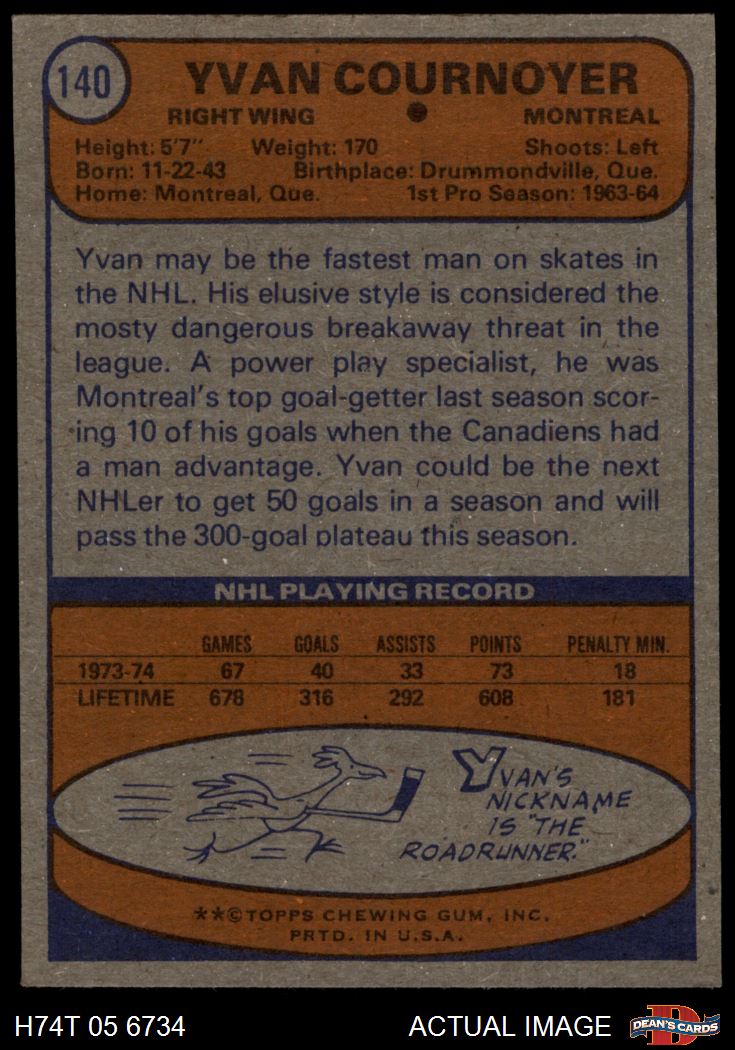 140
YVAN COURNOYER
RIGHT WING ● MONTREAL
Height: 5'7" Weight: 170 Shoots: Left
Born: 11-22-43 Birthplace: Drummondville, Que.
Home: Montreal, Que. 1st Pro Season: 1963-64
Yvan may be the fastest man on skates in
the NHL. His elusive style is considered the
mosty dangerous breakaway threat in the
league. A power play specialist, he was
Montreal's top goal-getter last season scor-
ing 10 of his goals when the Canadiens had
a man advantage. Yvan could be the next
NHLer to get 50 goals in a season and will
pass the 300-goal plateau this season.
NHL PLAYING RECORD
GAMES GOALS ASSISTS POINTS PENALTY MIN.
1973-74 67 40 33 73 18
LIFETIME 678 316 292 608 181
YVAN'S
NICKNAME
IS "THE
ROADRUNNER."
**©TOPPS CHEWING GUM, INC.
PRTD. IN U.S.A.
H74T 05 6734 ACTUAL IMAGE D DEAN'S CARDS